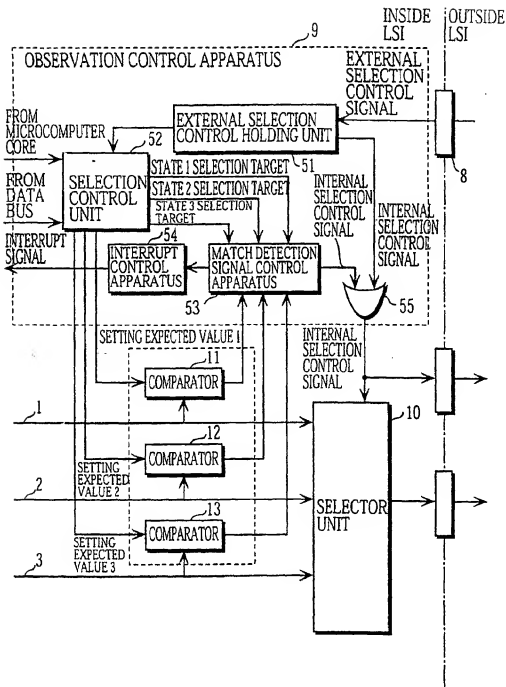 INSIDE LSI
OUTSIDE LSI
9
OBSERVATION CONTROL APPARATUS
EXTERNAL SELECTION CONTROL SIGNAL
FROM MICROCOMPUTER CORE
52
EXTERNAL SELECTION CONTROL HOLDING UNIT
51
8
SELECTION CONTROL UNIT
STATE 1 SELECTION TARGET
STATE 2 SELECTION TARGET
STATE 3 SELECTION TARGET
FROM DATA BUS
INTERNAL SELECTION CONTROL SIGNAL
INTERNAL SELECTION CONTROL SIGNAL
INTERRUPT SIGNAL
54
INTERRUPT CONTROL APPARATUS
MATCH DETECTION SIGNAL CONTROL APPARATUS
53
55
SETTING EXPECTED VALUE 1
INTERNAL SELECTION CONTROL SIGNAL
11
COMPARATOR
1
10
12
COMPARATOR
SETTING EXPECTED VALUE 2
2
SELECTOR UNIT
13
COMPARATOR
SETTING EXPECTED VALUE 3
3